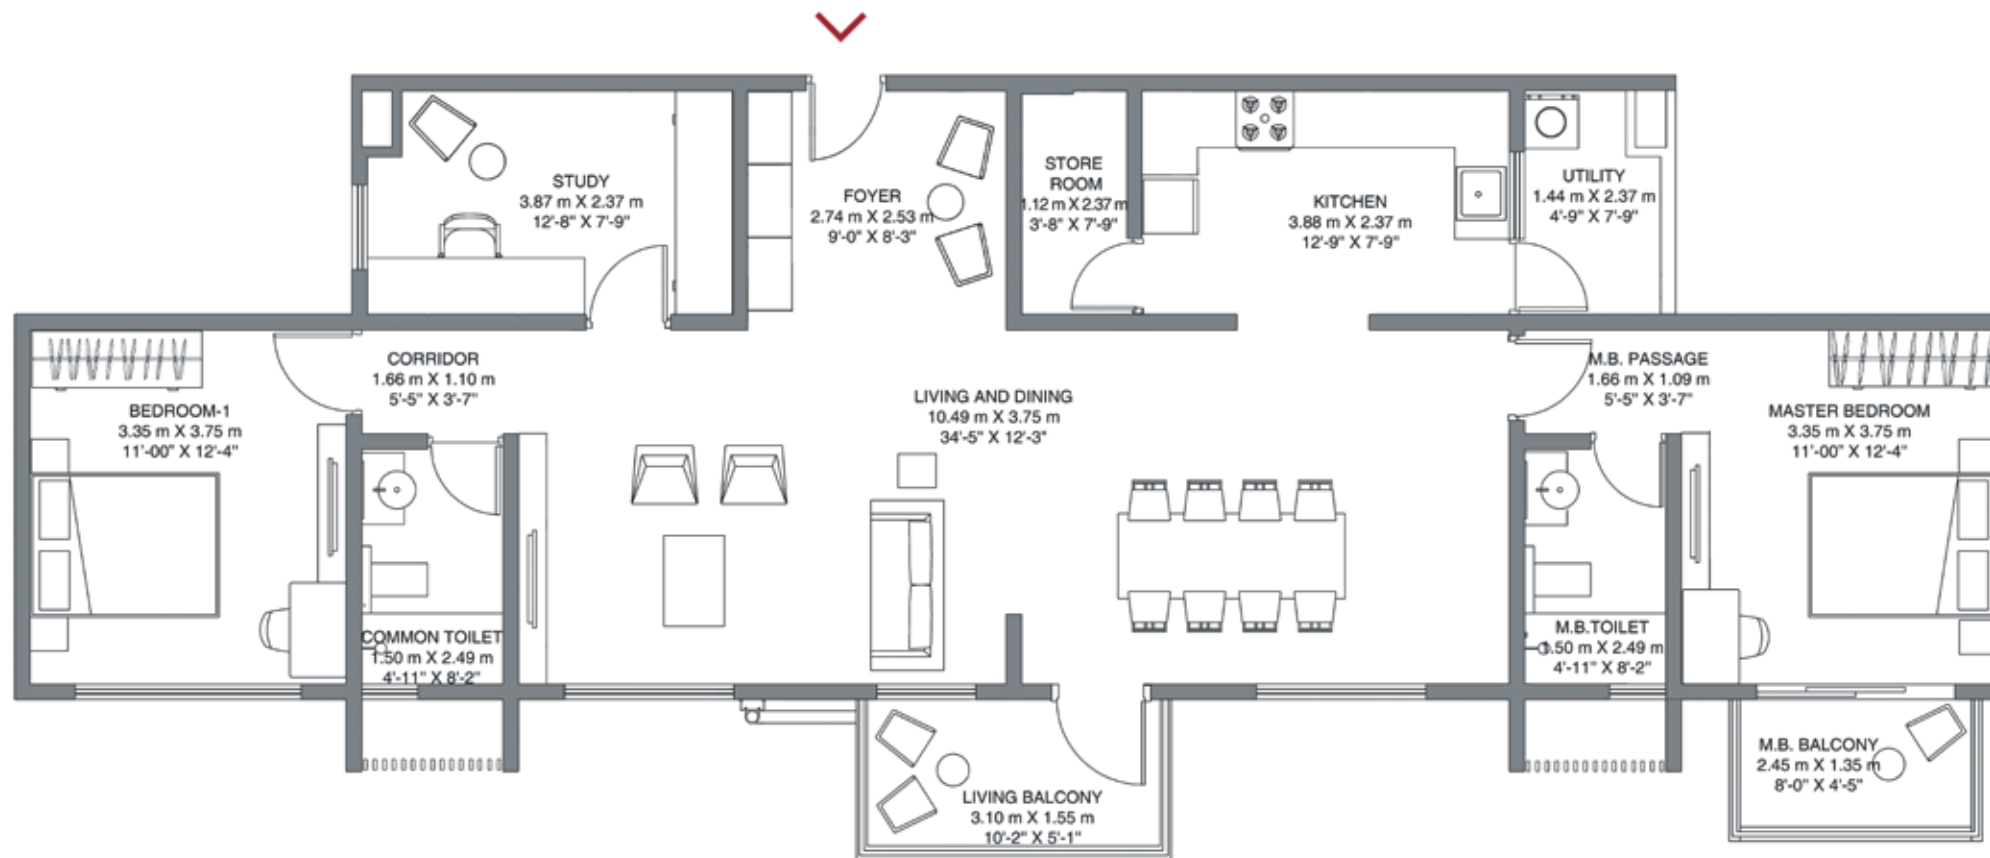 STUDY
3.87 m X 2.37 m
12'-8" X 7'-9"
FOYER
2.74 m X 2.53 m
9'-0" X 8'-3"
STORE
ROOM
1.12 m X 2.37 m
3'-8" X 7'-9"
KITCHEN
3.88 m X 2.37 m
12'-9" X 7'-9"
UTILITY
1.44 m X 2.37 m
4'-9" X 7'-9"
BEDROOM-1
3.35 m X 3.75 m
11'-00" X 12'-4"
CORRIDOR
1.66 m X 1.10 m
5'-5" X 3'-7"
LIVING AND DINING
10.49 m X 3.75 m
34'-5" X 12'-3"
M.B. PASSAGE
1.66 m X 1.09 m
5'-5" X 3'-7"
MASTER BEDROOM
3.35 m X 3.75 m
11'-00" X 12'-4"
COMMON TOILET
1.50 m X 2.49 m
4'-11" X 8'-2"
M.B.TOILET
1.50 m X 2.49 m
4'-11" X 8'-2"
LIVING BALCONY
3.10 m X 1.55 m
10'-2" X 5'-1"
M.B. BALCONY
2.45 m X 1.35 m
8'-0" X 4'-5"